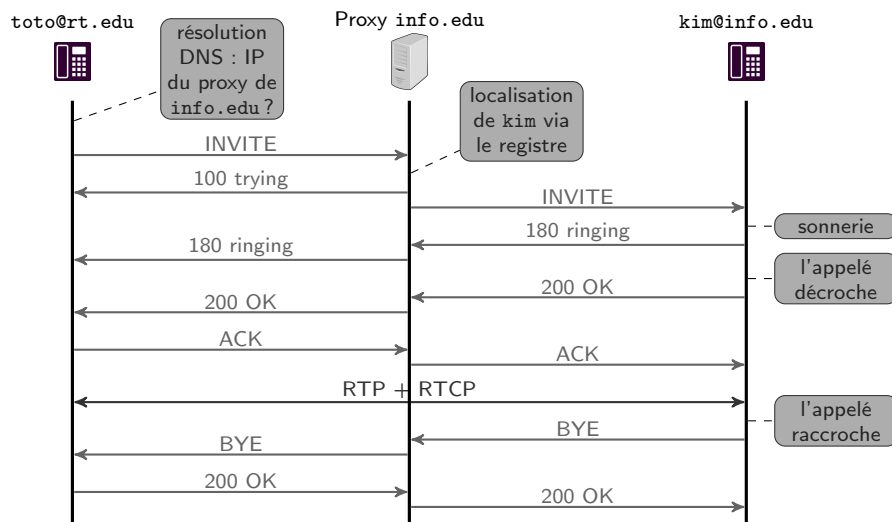 toto@rt.edu
Proxy info.edu
kim@info.edu
résolution
DNS : IP
du proxy de
info.edu ?
localisation
de kim via
le registre
INVITE
100 trying
INVITE
sonnerie
180 ringing
180 ringing
l'appelé
décroche
200 OK
200 OK
ACK
ACK
RTP + RTCP
l'appelé
raccroche
BYE
BYE
200 OK
200 OK